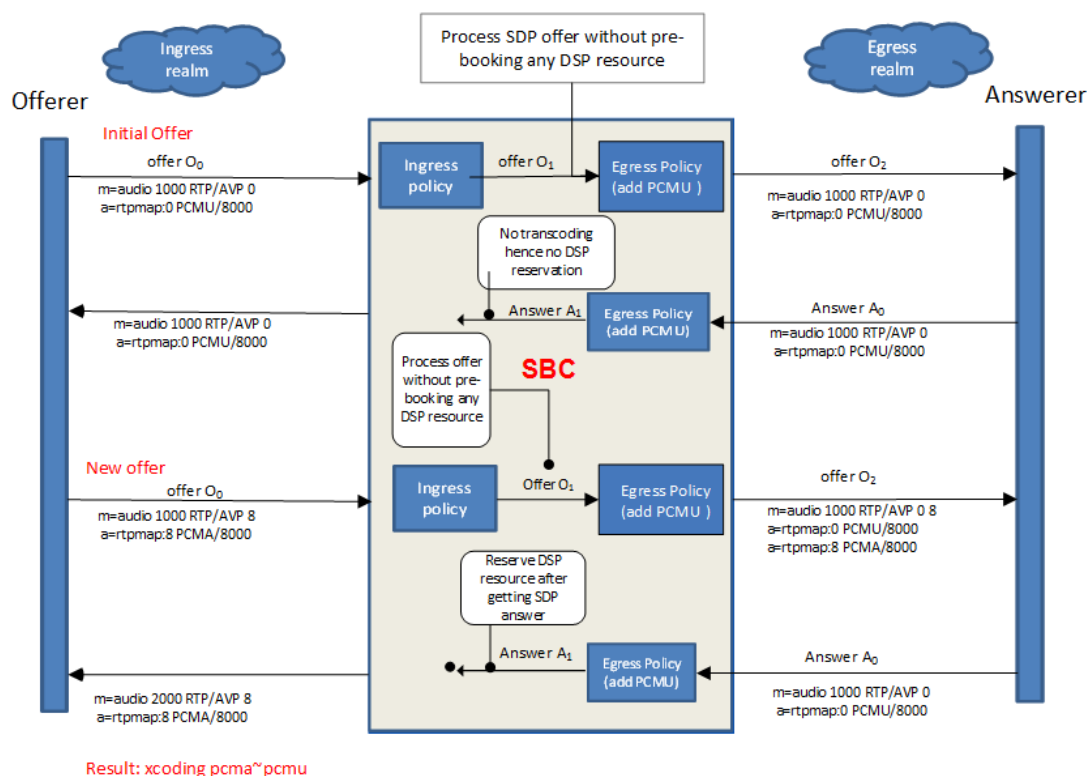 Process SDP offer without pre-
booking any DSP resource
Ingress
realm
Egress
realm
Offerer
Answerer
Initial Offer
offer O₀
m=audio 1000 RTP/AVP 0
a=rtpmap:0 PCMU/8000
Ingress
policy
offer O₁
Egress Policy
(add PCMU )
offer O₂
m=audio 1000 RTP/AVP 0
a=rtpmap:0 PCMU/8000
No transcoding
hence no DSP
reservation
m=audio 1000 RTP/AVP 0
a=rtpmap:0 PCMU/8000
Answer A₁
Egress Policy
(add PCMU)
Answer A₀
m=audio 1000 RTP/AVP 0
a=rtpmap:0 PCMU/8000
Process offer
without pre-
booking any
DSP resource
SBC
New offer
offer O₀
m=audio 1000 RTP/AVP 8
a=rtpmap:8 PCMA/8000
Ingress
policy
Offer O₁
Egress Policy
(add PCMU )
offer O₂
m=audio 1000 RTP/AVP 0 8
a=rtpmap:0 PCMU/8000
a=rtpmap:8 PCMA/8000
Reserve DSP
resource after
getting SDP
answer
Answer A₁
Egress Policy
(add PCMU)
Answer A₀
m=audio 1000 RTP/AVP 0
a=rtpmap:0 PCMU/8000
m=audio 2000 RTP/AVP 8
a=rtpmap:8 PCMA/8000
Result: xcoding pcma~pcmu